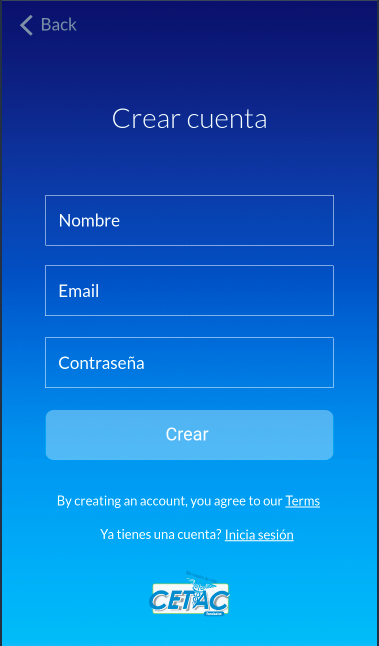 Back
Crear cuenta
Nombre
Email
Contraseña
Crear
By creating an account, you agree to our Terms
Ya tienes una cuenta? Inicia sesión
CETAC